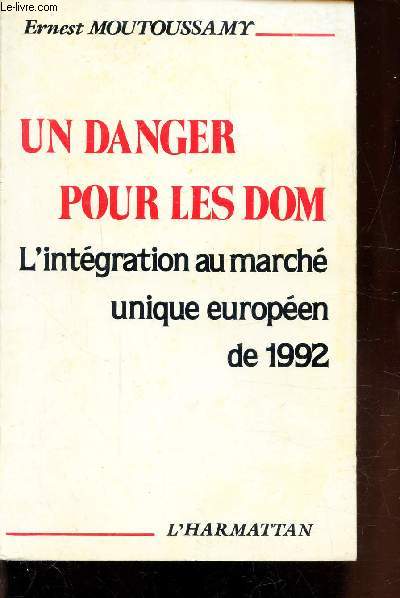 Le-livre.com
Ernest MOUTOUSSAMY
UN DANGER
POUR LES DOM
L'intégration au marché
unique européen
de 1992
L'HARMATTAN